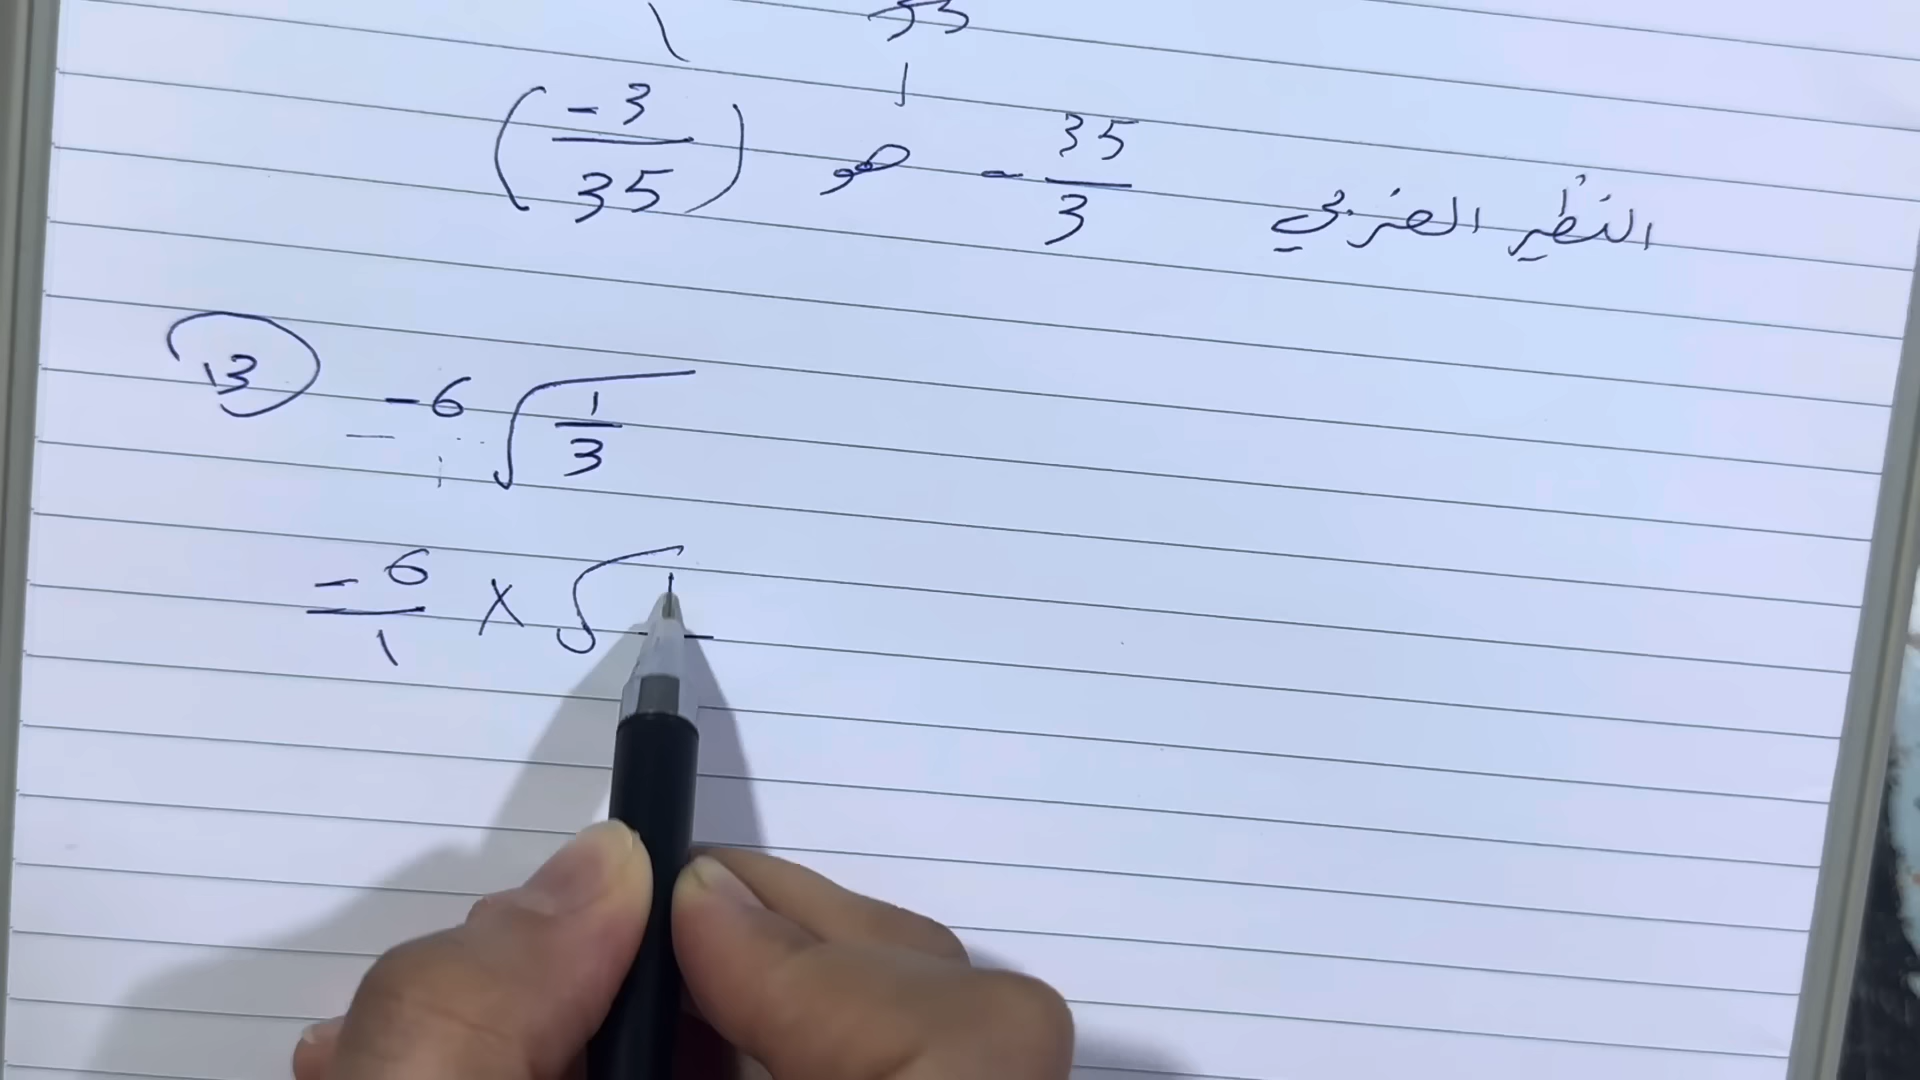 النظير الضربي -35/3 هو (-3/35)
13 -6√(1/3)
-6/1 × √1